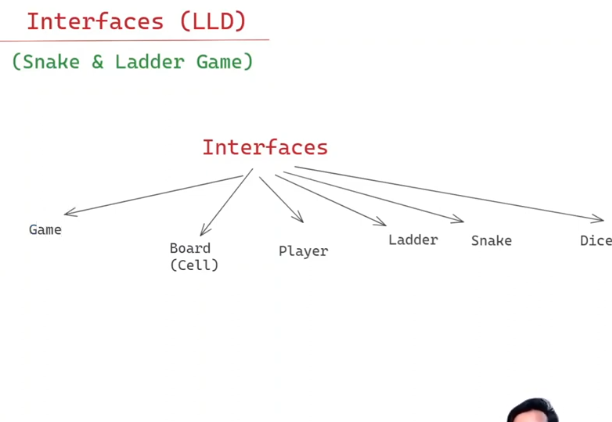 Interfaces (LLD)
(Snake & Ladder Game)
Interfaces
Game
Board
(Cell)
Player
Ladder
Snake
Dice